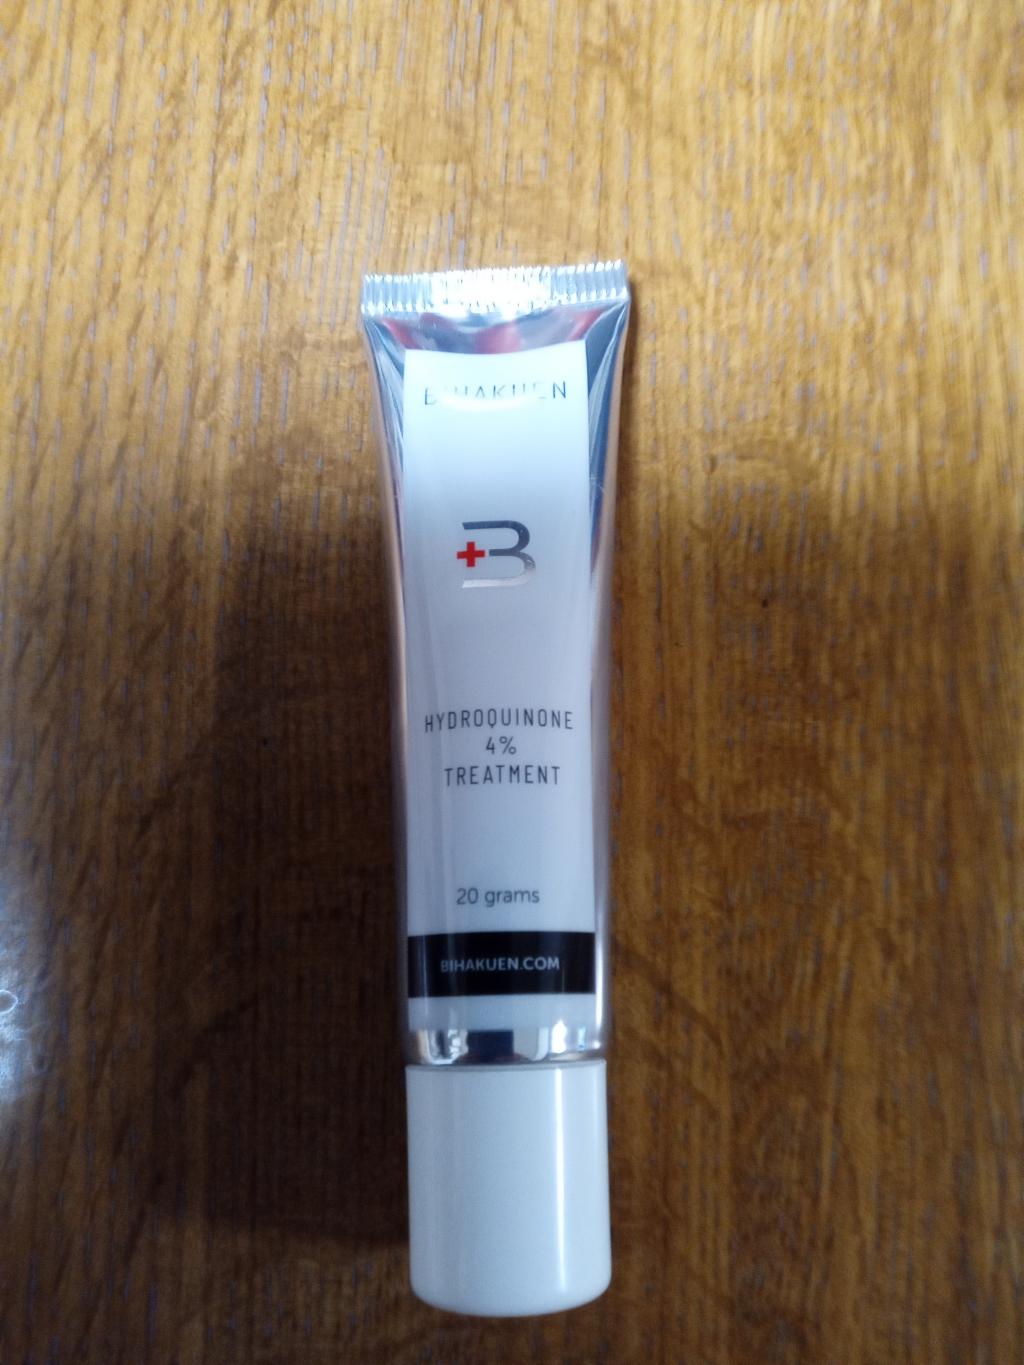 BIHAKUEN
B
HYDROQUINONE
4%
TREATMENT
20 grams
BIHAKUEN.COM